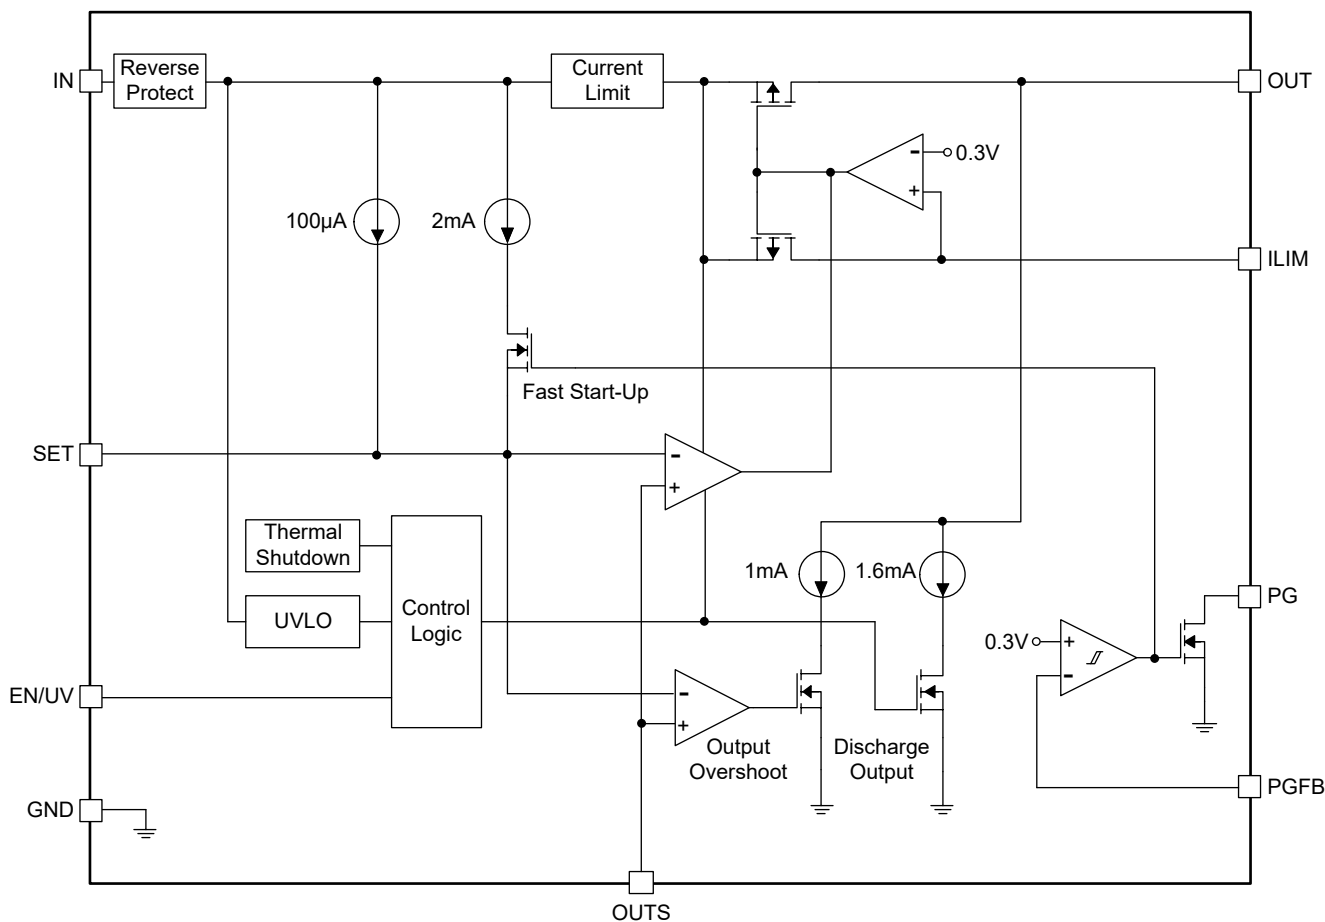 IN
Reverse
Protect
Current
Limit
OUT
-
0.3V
+
100µA
2mA
ILIM
Fast Start-Up
SET
-
+
Thermal
Shutdown
1mA
1.6mA
PG
UVLO
Control
Logic
0.3V
+
-
EN/UV
-
+
Output
Overshoot
Discharge
Output
PGFB
GND
OUTS